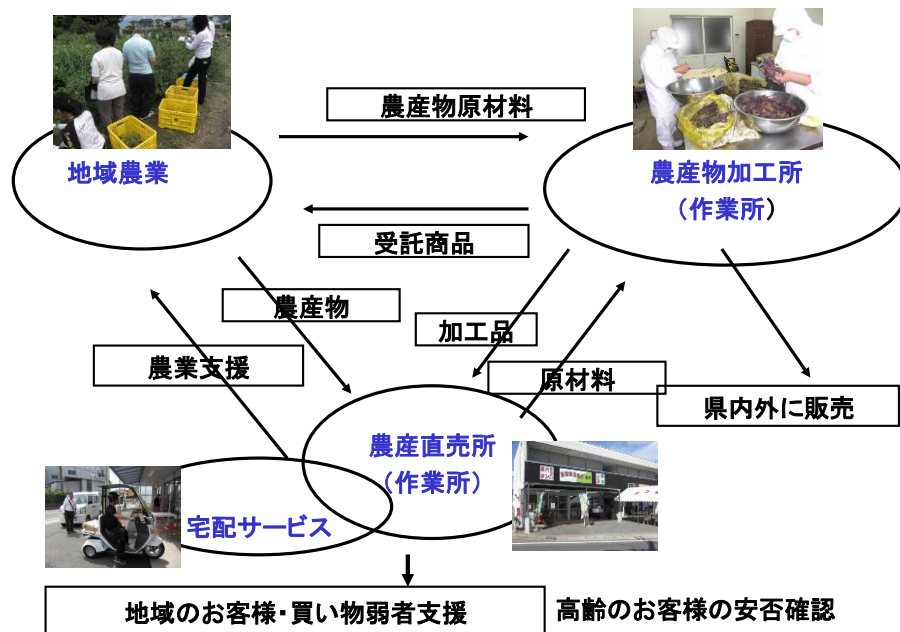 農産物原材料
地域農業
農産物加工所
（作業所）
受託商品
農産物
加工品
農業支援
原材料
県内外に販売
農産直売所
（作業所）
宅配サービス
地域のお客様・買い物弱者支援
高齢のお客様の安否確認